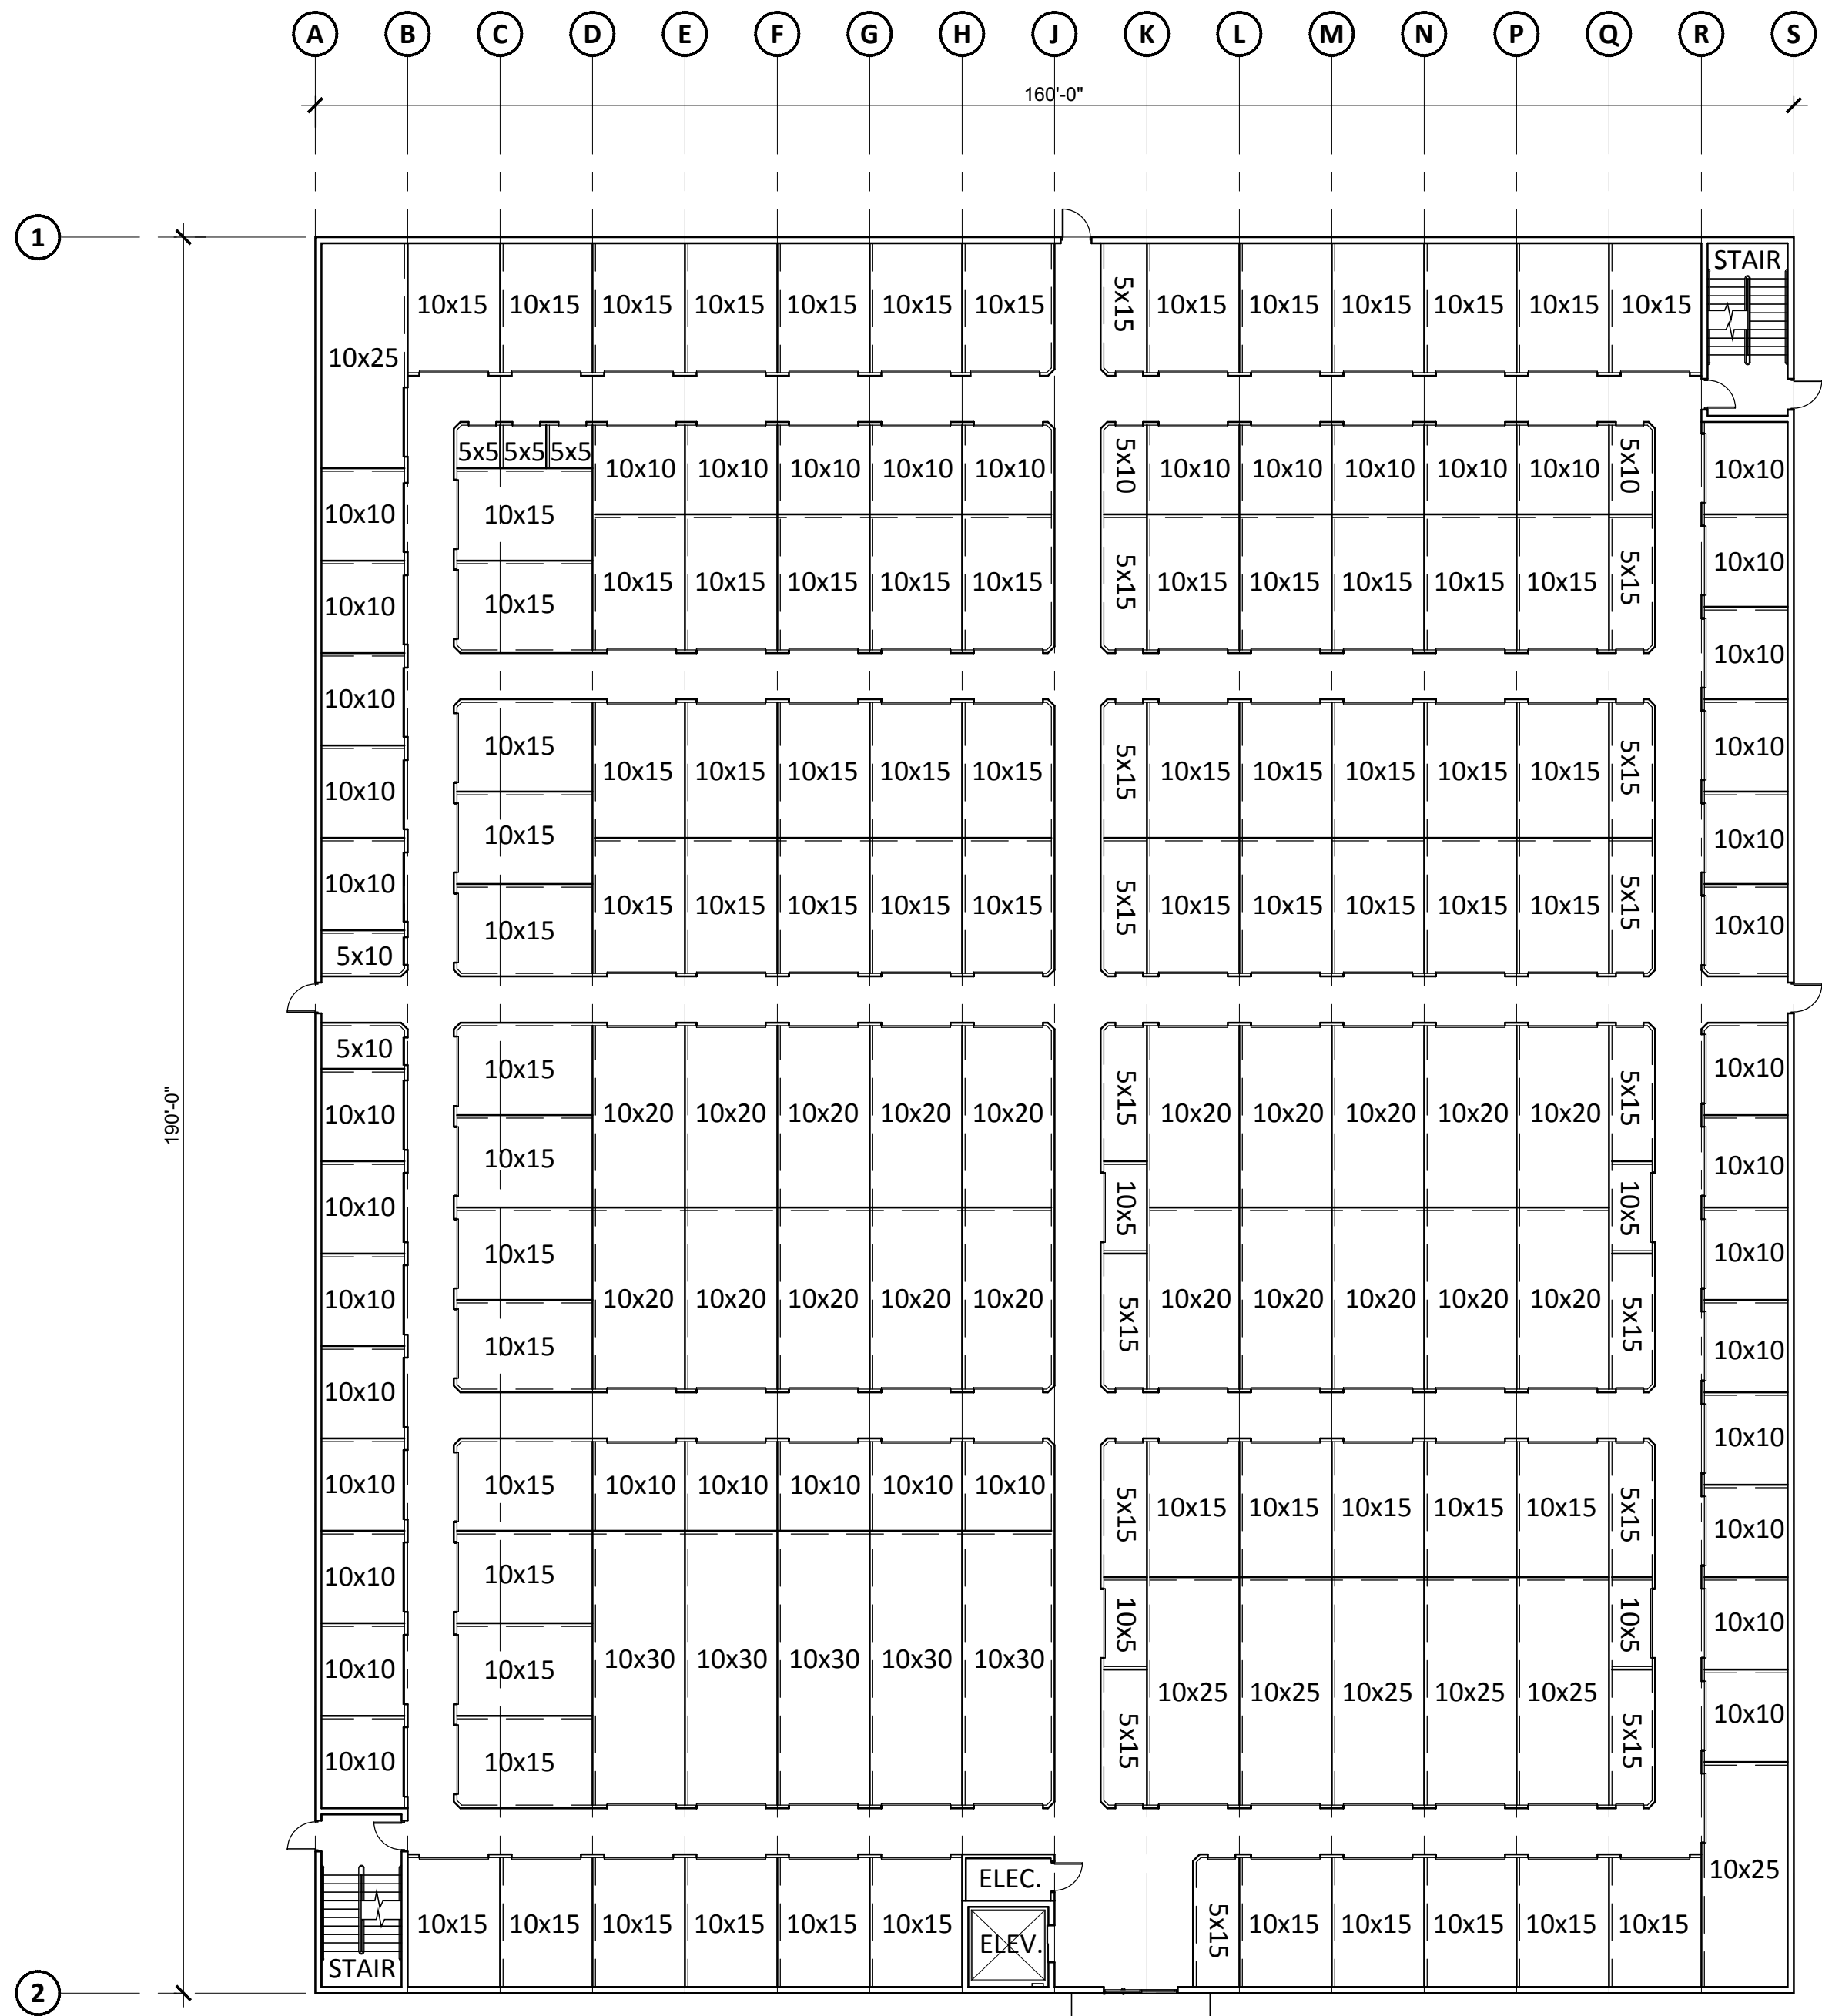 A B C D E F G H J K L M N P Q R S
160'-0"
1
STAIR
10x15 10x15 10x15 10x15 10x15 10x15 10x15 5x15 10x15 10x15 10x15 10x15 10x15 10x15
10x25
5x5 5x5 5x5 10x10 10x10 10x10 10x10 10x10 5x10 10x10 10x10 10x10 10x10 10x10 5x10 10x10
10x10 10x15
10x10
10x15 10x15 10x15 10x15 10x15 5x15 10x15 10x15 10x15 10x15 10x15 5x15
10x10 10x15
10x10
10x10
10x15 10x10
10x15 10x15 10x15 10x15 10x15 5x15 10x15 10x15 10x15 10x15 10x15 5x15
10x10
10x15 10x10
10x10
10x15 10x15 10x15 10x15 10x15 10x15 5x15 10x15 10x15 10x15 10x15 10x15 5x15 10x10
5x10
5x10
10x15 5x15 5x15 10x10
190'-0"
10x10 10x20 10x20 10x20 10x20 10x20 10x20 10x20 10x20 10x20 10x20
10x15 10x10
10x10 10x5 10x5
10x15 10x10
10x10 10x20 10x20 10x20 10x20 10x20 10x20 10x20 10x20 10x20 10x20
5x15 5x15
10x15 10x10
10x10
10x10
10x10 10x15 10x10 10x10 10x10 10x10 10x10
5x15 10x15 10x15 10x15 10x15 10x15 5x15
10x10
10x10 10x15
10x5 10x5 10x10
10x15 10x30 10x30 10x30 10x30 10x30
10x10
10x25 10x25 10x25 10x25 10x25
10x10
5x15 5x15
10x10 10x15
10x25
ELEC.
10x15 10x15 10x15 10x15 10x15 10x15 5x15 10x15 10x15 10x15 10x15 10x15
ELEV.
STAIR
2